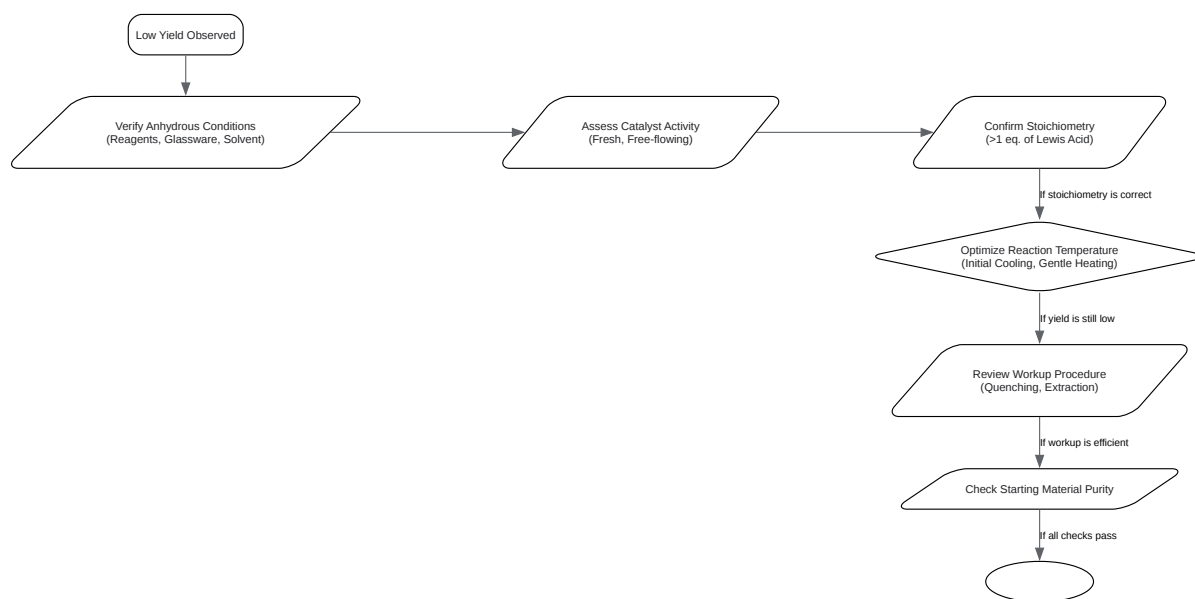 Low Yield Observed
Verify Anhydrous Conditions
(Reagents, Glassware, Solvent)
Assess Catalyst Activity
(Fresh, Free-flowing)
Confirm Stoichiometry
(>1 eq. of Lewis Acid)
If stoichiometry is correct
Optimize Reaction Temperature
(Initial Cooling, Gentle Heating)
If yield is still low
Review Workup Procedure
(Quenching, Extraction)
If workup is efficient
Check Starting Material Purity
If all checks pass